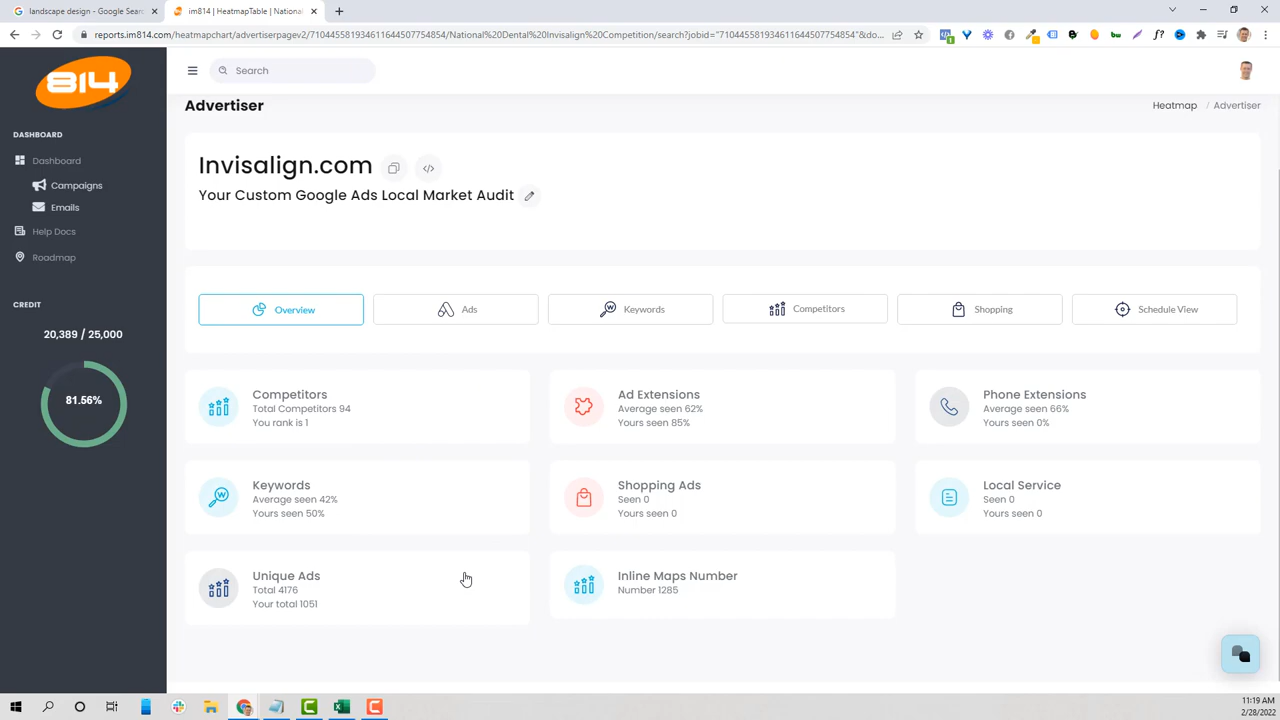 landscape design - Google Sear
im814 | HeatmapTable | National
reports.im814.com/heatmapchart/advertiserpagev2/710445581934611644507754854/National%20Dental%20Invisalign%20Competition/search?jobid="710445581934611644507754854"&do...
814
Search
DASHBOARD
Dashboard
Campaigns
Emails
Help Docs
Roadmap
CREDIT
20,389 / 25,000
81.56%
Advertiser
Heatmap / Advertiser
Invisalign.com
Your Custom Google Ads Local Market Audit
Overview
Ads
Keywords
Competitors
Shopping
Schedule View
Competitors
Total Competitors 94
You rank is 1
Ad Extensions
Average seen 62%
Yours seen 85%
Phone Extensions
Average seen 66%
Yours seen 0%
Keywords
Average seen 42%
Yours seen 50%
Shopping Ads
Seen 0
Yours seen 0
Local Service
Seen 0
Yours seen 0
Unique Ads
Total 4176
Your total 1051
Inline Maps Number
Number 1285
11:19 AM
2/28/2022